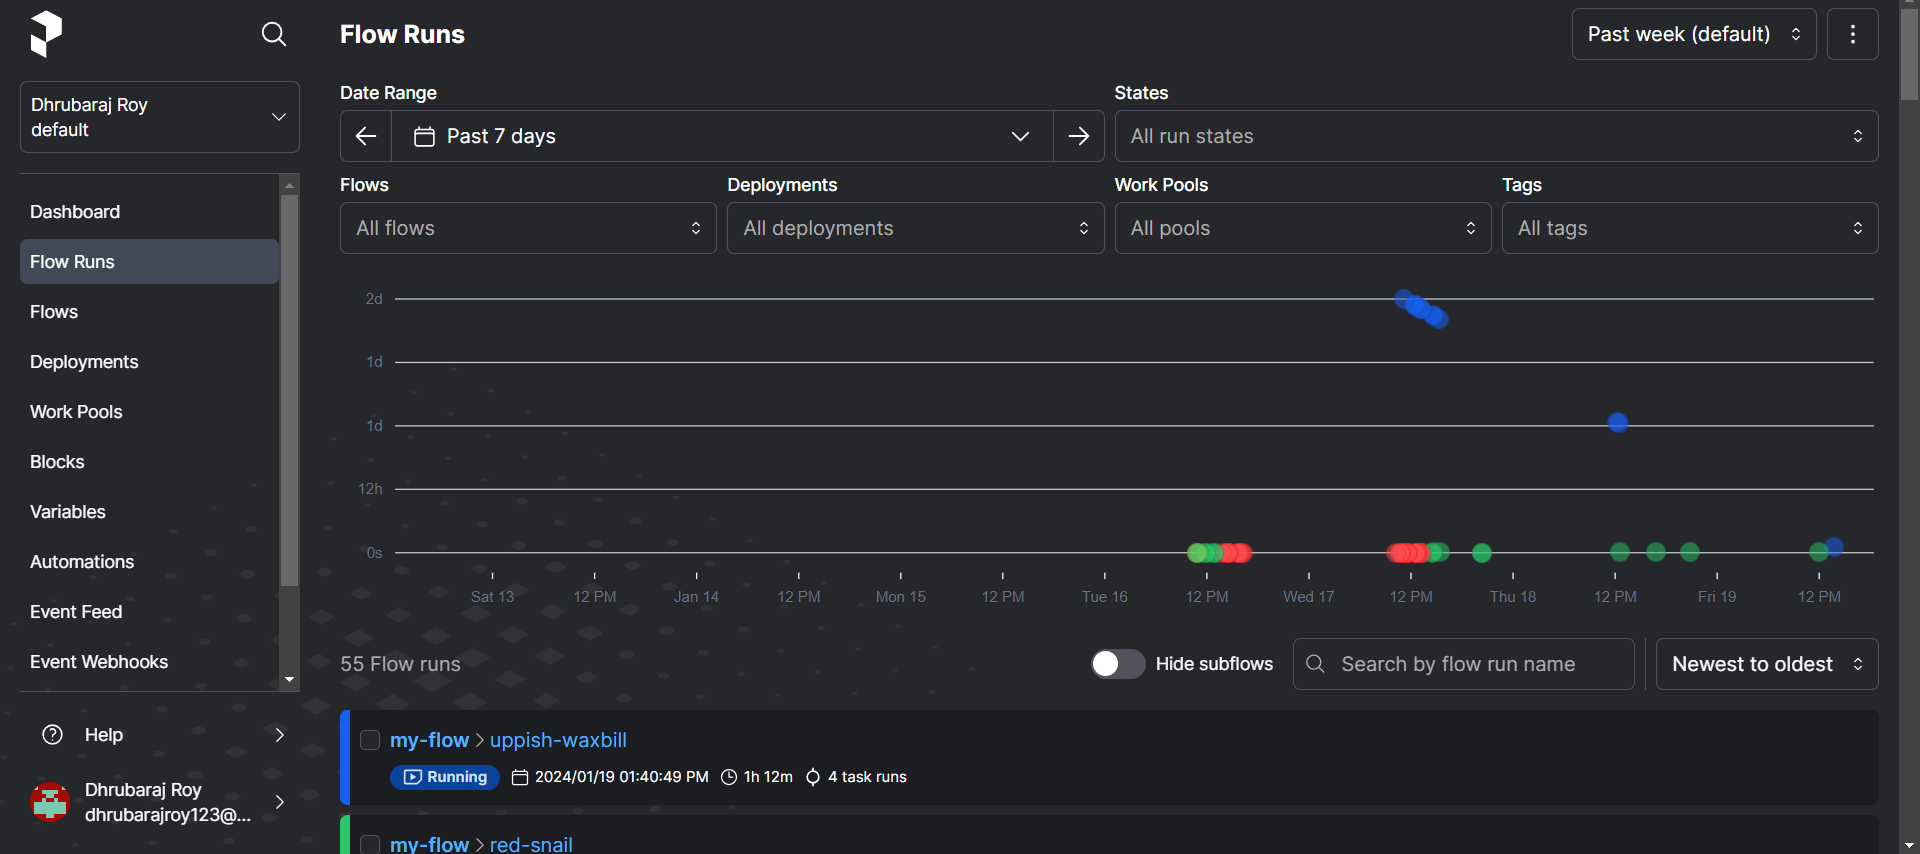 Flow Runs
Past week (default)
Dhrubaraj Roy
default
Date Range
States
Past 7 days
All run states
Flows
Deployments
Work Pools
Tags
All flows
All deployments
All pools
All tags
Dashboard
Flow Runs
Flows
Deployments
Work Pools
Blocks
Variables
Automations
Event Feed
Event Webhooks
Help
Dhrubaraj Roy
dhrubarajroy123@...
2d
1d
1d
12h
0s
Sat 13
12 PM
Jan 14
12 PM
Mon 15
12 PM
Tue 16
12 PM
Wed 17
12 PM
Thu 18
12 PM
Fri 19
12 PM
55 Flow runs
Hide subflows
Search by flow run name
Newest to oldest
my-flow > uppish-waxbill
Running 2024/01/19 01:40:49 PM 1h 12m 4 task runs
my-flow > red-snail